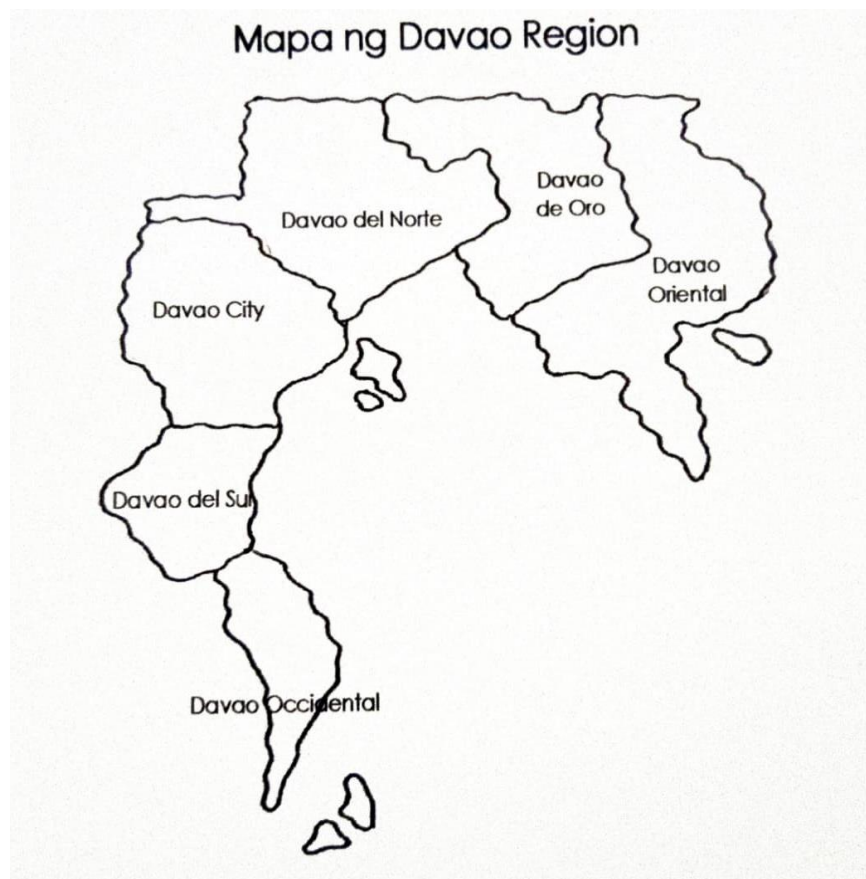 Mapa ng Davao Region
Davao
de Oro
Davao del Norte
Davao
Oriental
Davao City
Davao del Sur
Davao Occidental